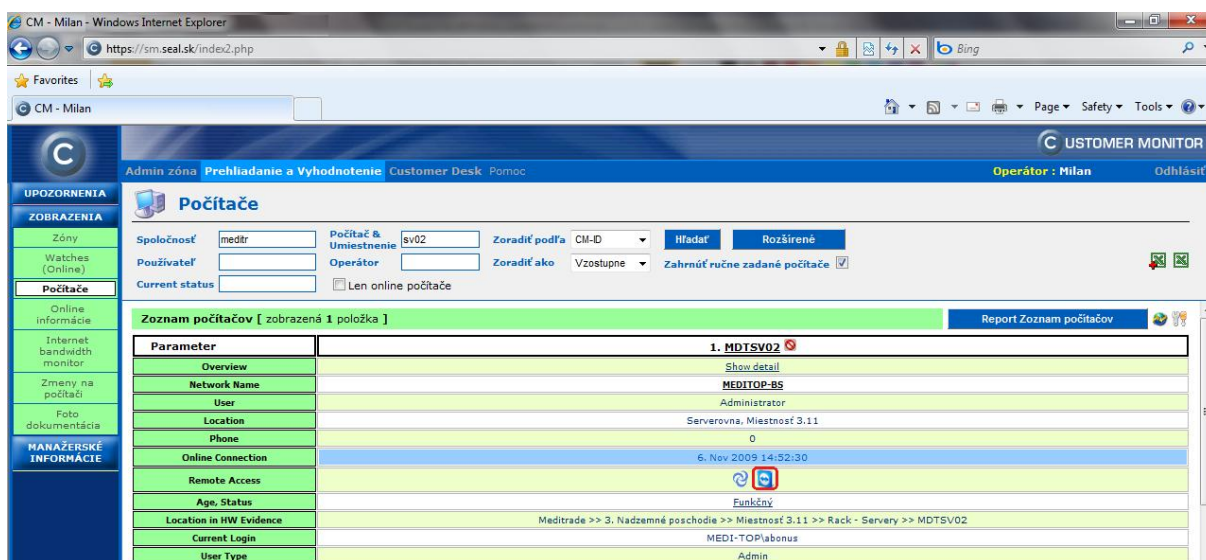 CM - Milan - Windows Internet Explorer
https://sm.seal.sk/index2.php
Bing
Favorites
CM - Milan
Page Safety Tools
C USTOMER MONITOR
Admin zóna Prehliadanie a Vyhodnotenie Customer Desk Pomoc
Operátor : Milan Odhlásiť
UPOZORNENIA
ZOBRAZENIA
Zóny
Watches
(Online)
Počítače
Online
informácie
Internet
bandwidth
monitor
Zmeny na
počítači
Foto
dokumentácia
MANAŽERSKÉ
INFORMÁCIE
Počítače
Spoločnosť meditr Počítač & Umiestnenie sv02 Zoradiť podľa CM-ID Hľadať Rozšírené
Používateľ Operátor Zoradiť ako Vzostupne Zahrnúť ručne zadané počítače
Current status Len online počítače
Zoznam počítačov [ zobrazená 1 položka ] Report Zoznam počítačov
Parameter 1. MDTSV02
Overview Show detail
Network Name MEDITOP-BS
User Administrator
Location Serverovna, Miestnosť 3.11
Phone 0
Online Connection 6. Nov 2009 14:52:30
Remote Access
Age, Status Funkčný
Location in HW Evidence Meditrade >> 3. Nadzemné poschodie >> Miestnosť 3.11 >> Rack - Servery >> MDTSV02
Current Login MEDI-TOP\abonus
User Type Admin